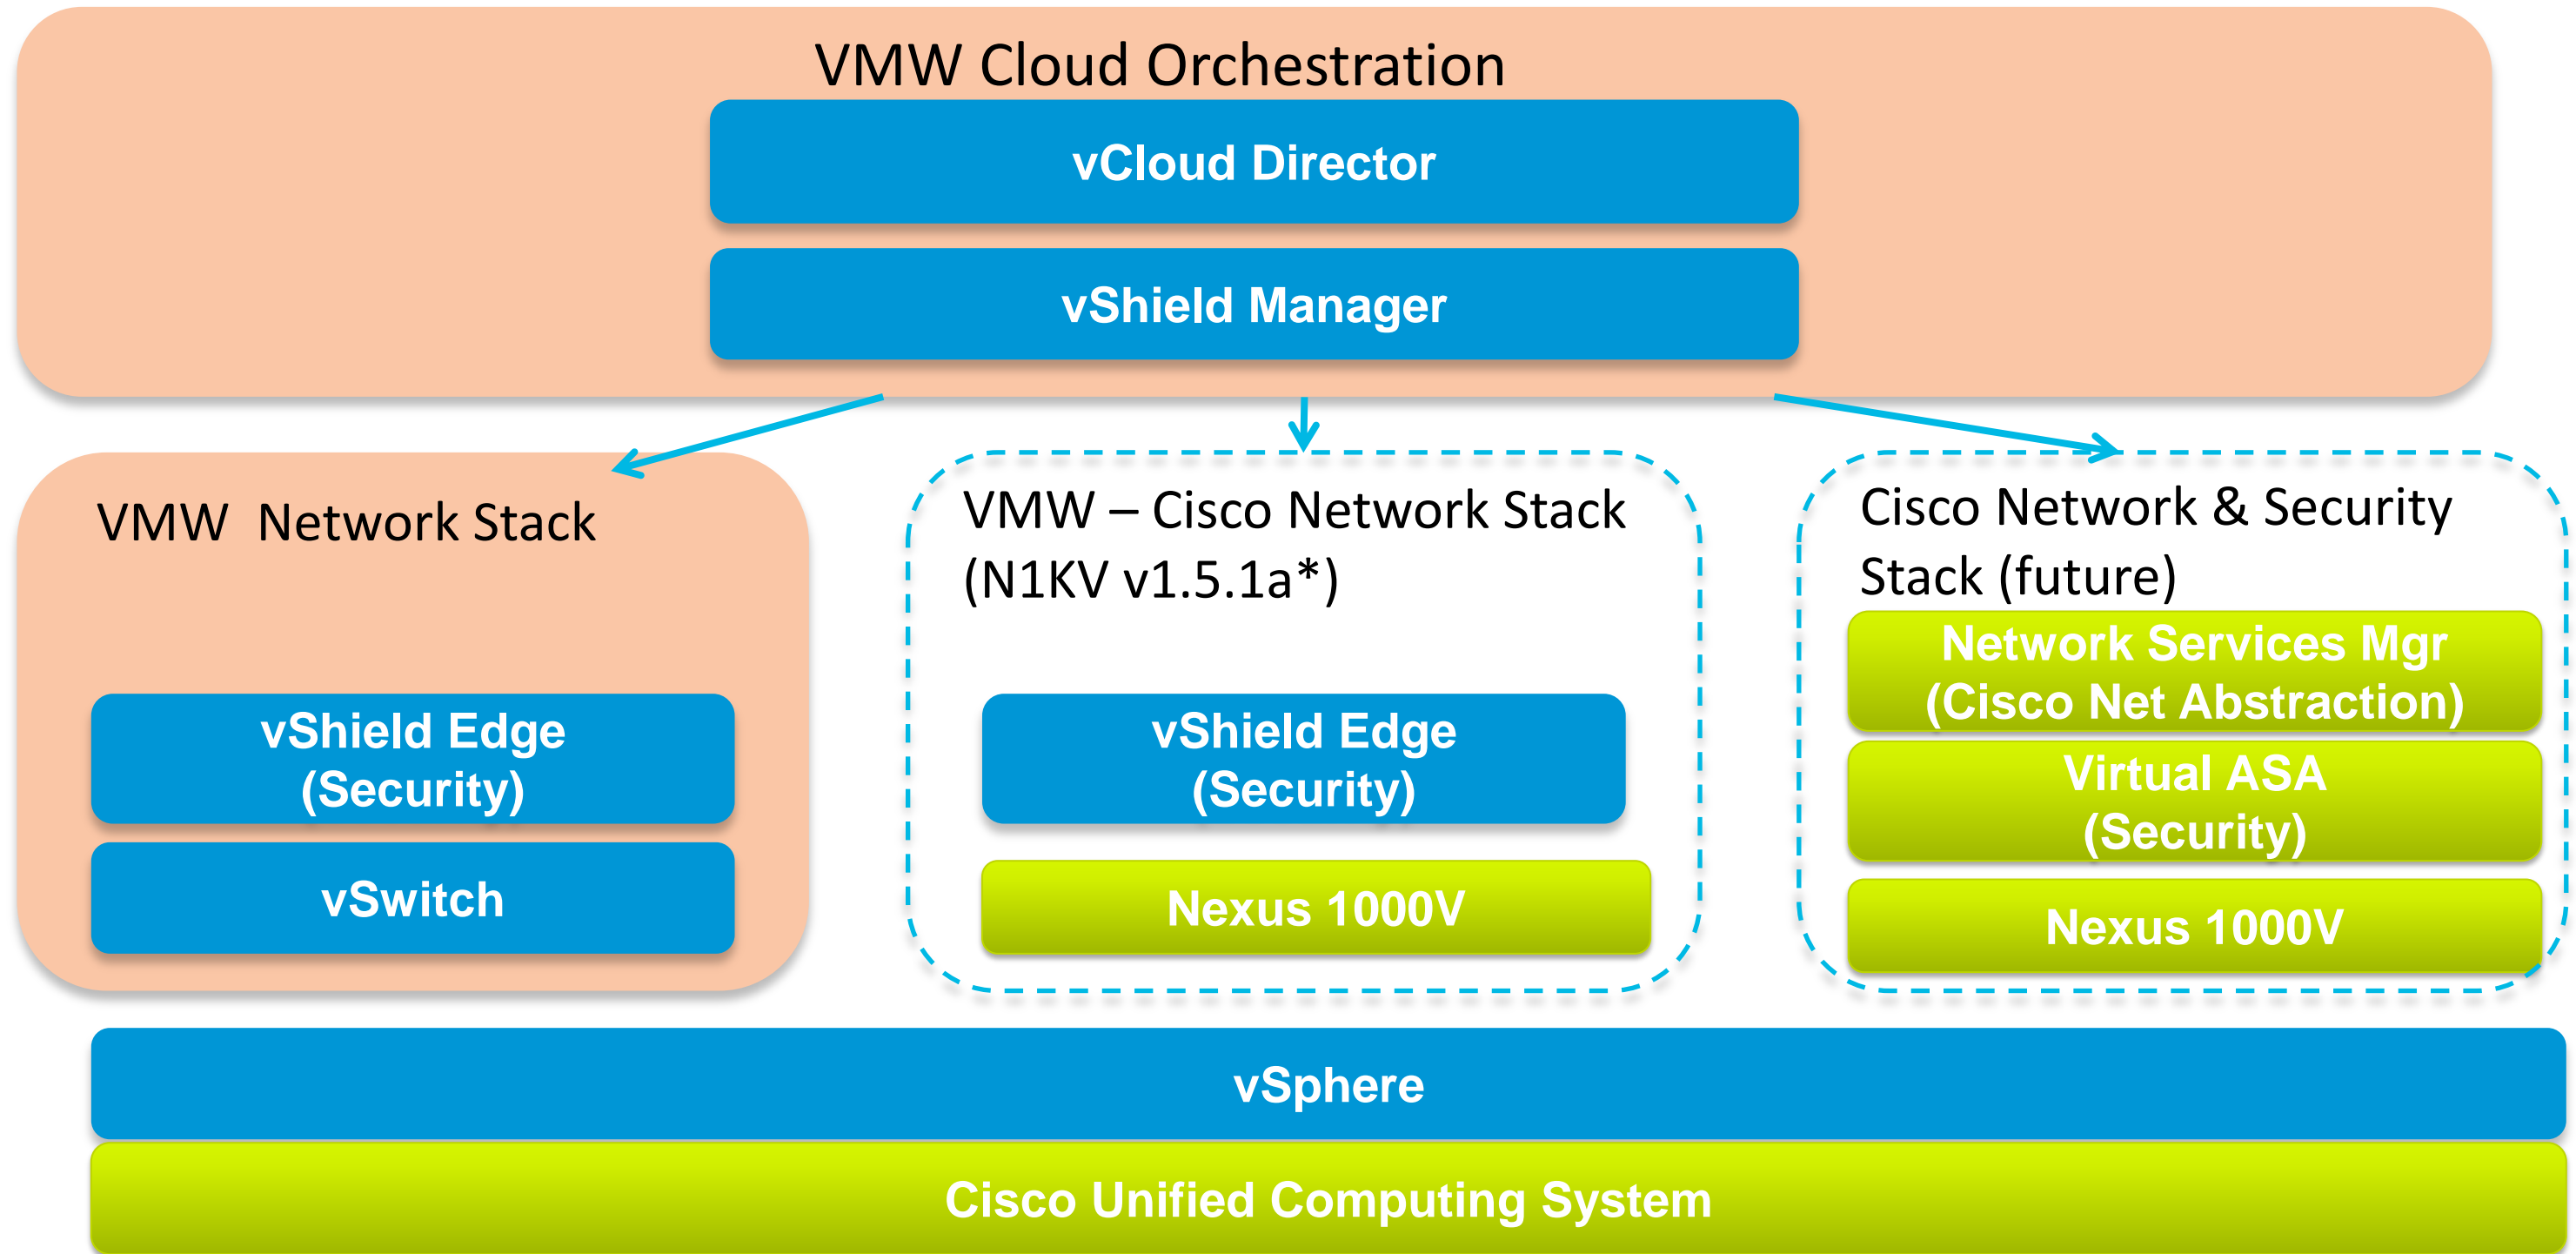 VMW Cloud Orchestration
vCloud Director
vShield Manager
VMW Network Stack
vShield Edge
(Security)
vSwitch
VMW – Cisco Network Stack
(N1KV v1.5.1a*)
vShield Edge
(Security)
Nexus 1000V
Cisco Network & Security
Stack (future)
Network Services Mgr
(Cisco Net Abstraction)
Virtual ASA
(Security)
Nexus 1000V
vSphere
Cisco Unified Computing System